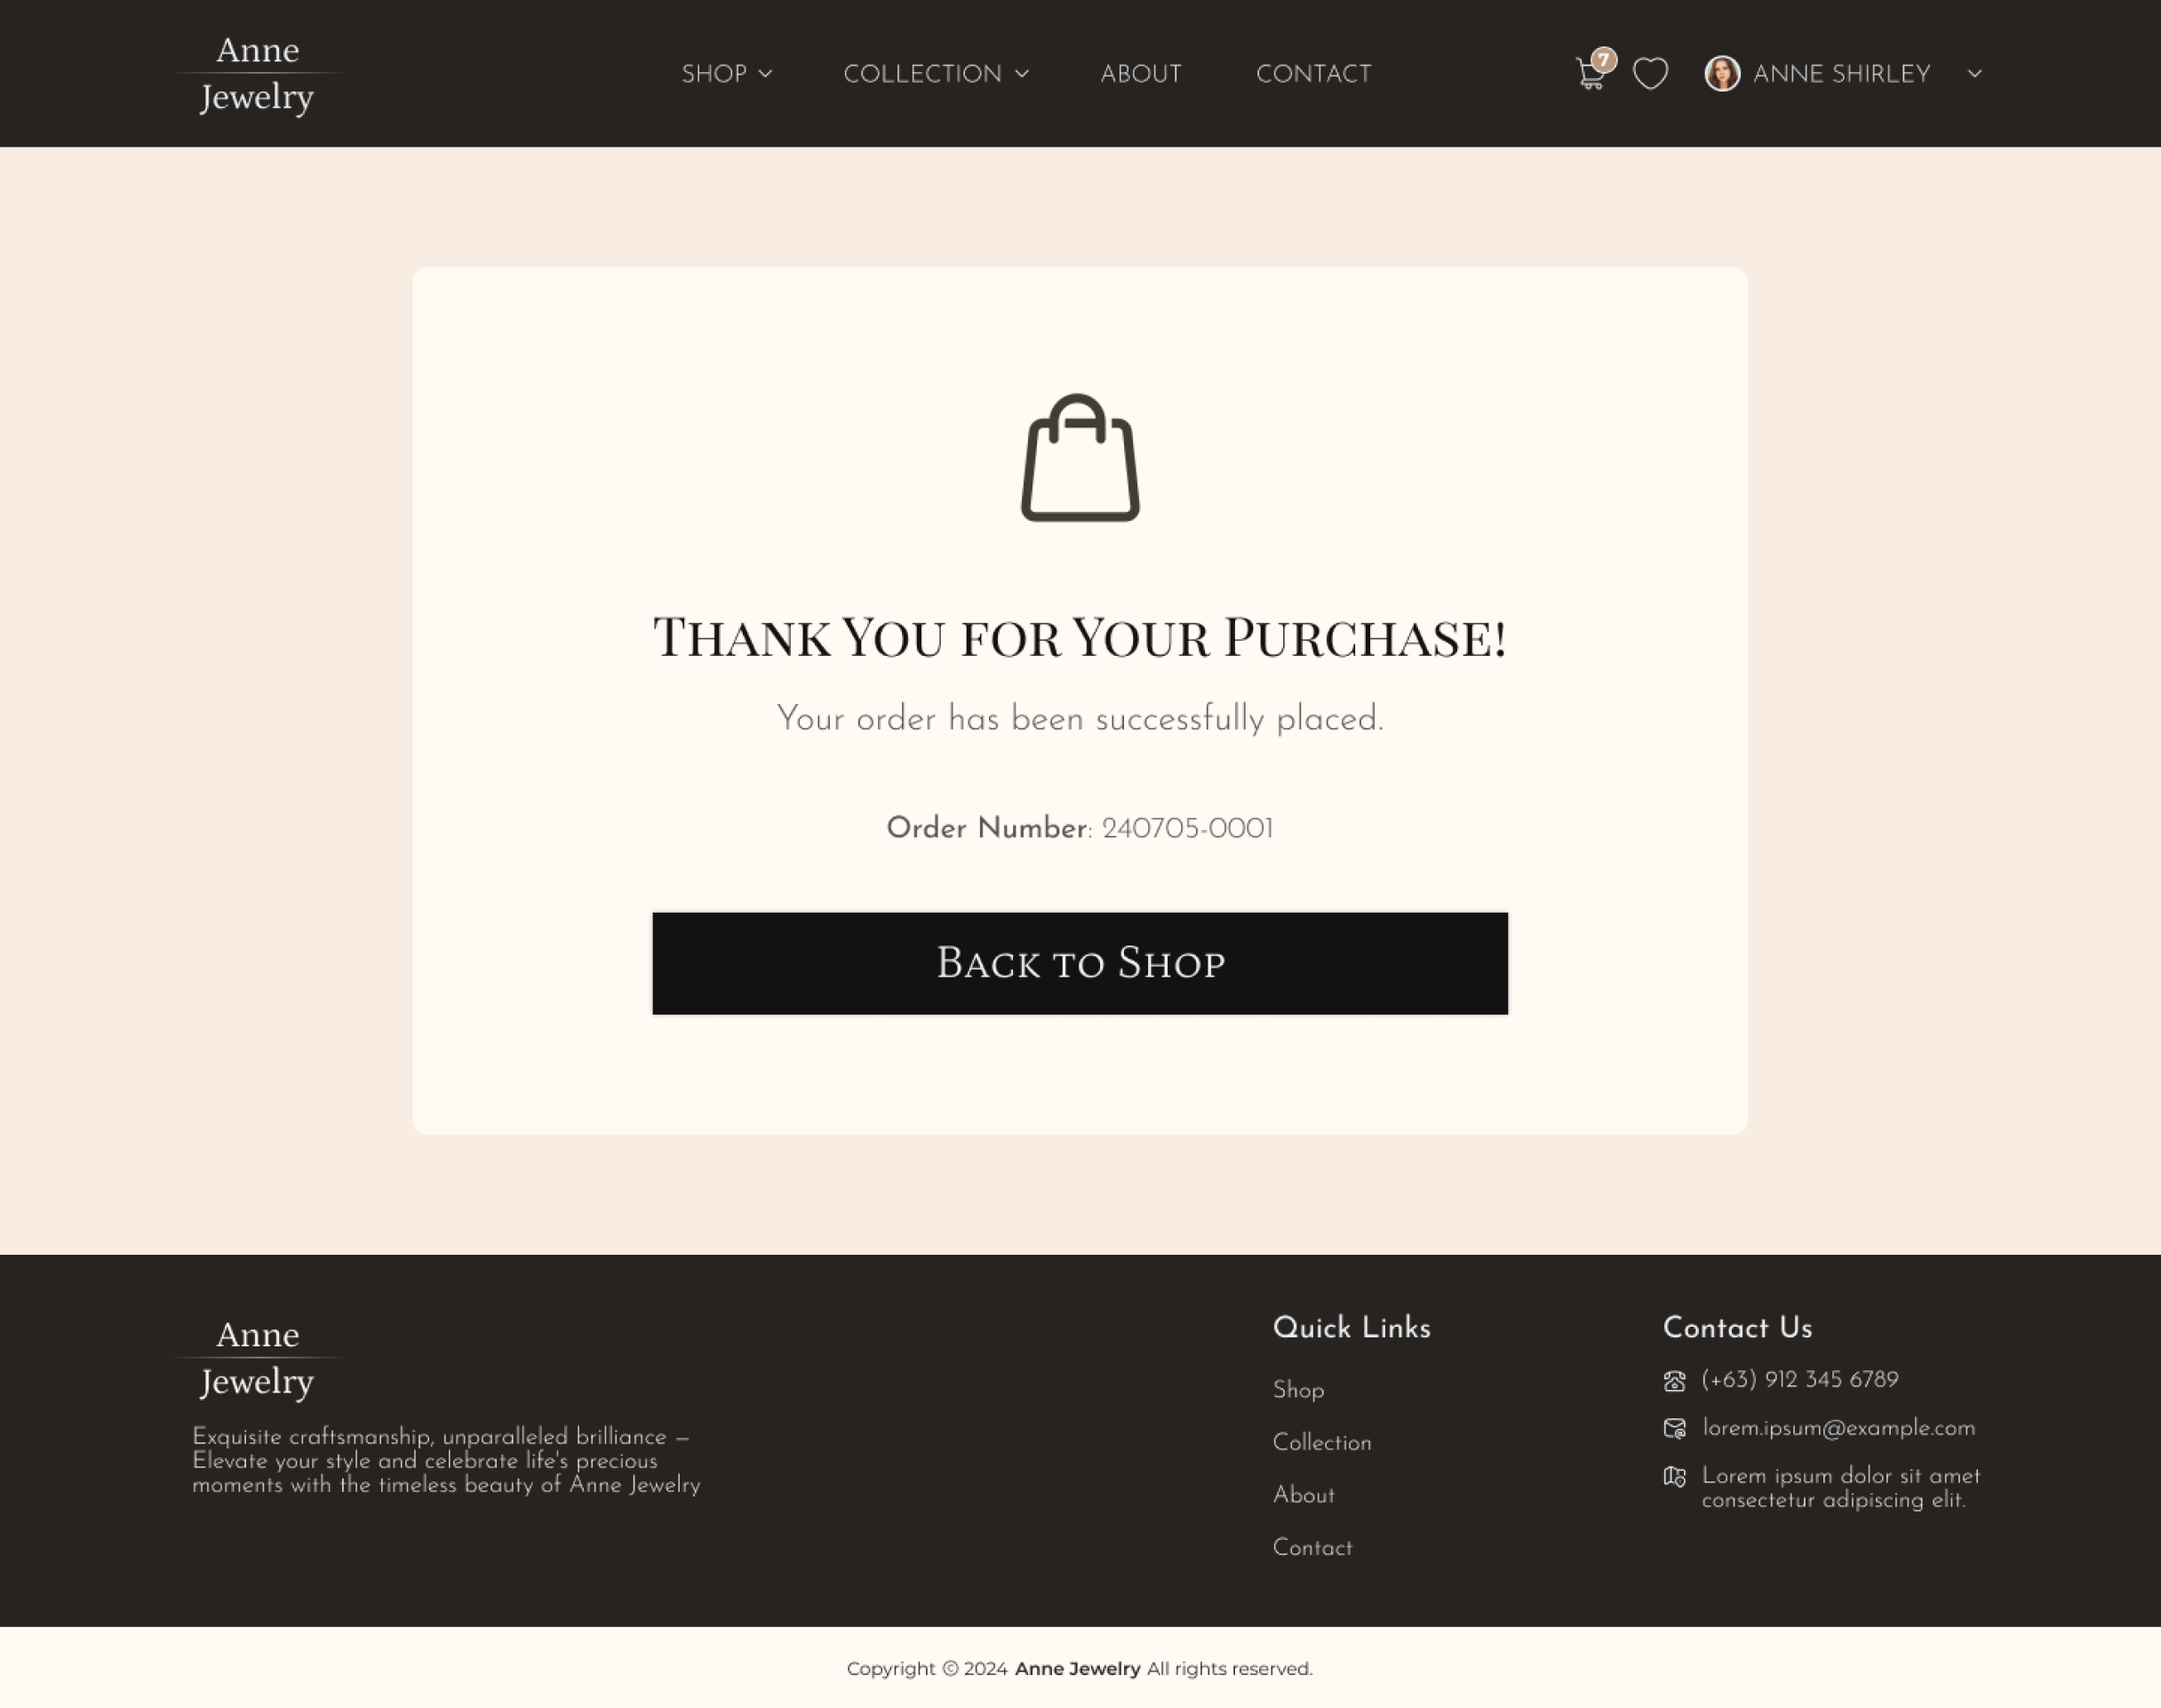 Anne
Jewelry
SHOP
COLLECTION
ABOUT
CONTACT
7
ANNE SHIRLEY
Thank You for Your Purchase!
Your order has been successfully placed.
Order Number: 240705-0001
Back to Shop
Anne
Jewelry
Exquisite craftsmanship, unparalleled brilliance –
Elevate your style and celebrate life's precious
moments with the timeless beauty of Anne Jewelry
Quick Links
Shop
Collection
About
Contact
Contact Us
(+63) 912 345 6789
lorem.ipsum@example.com
Lorem ipsum dolor sit amet
consectetur adipiscing elit.
Copyright © 2024 Anne Jewelry All rights reserved.